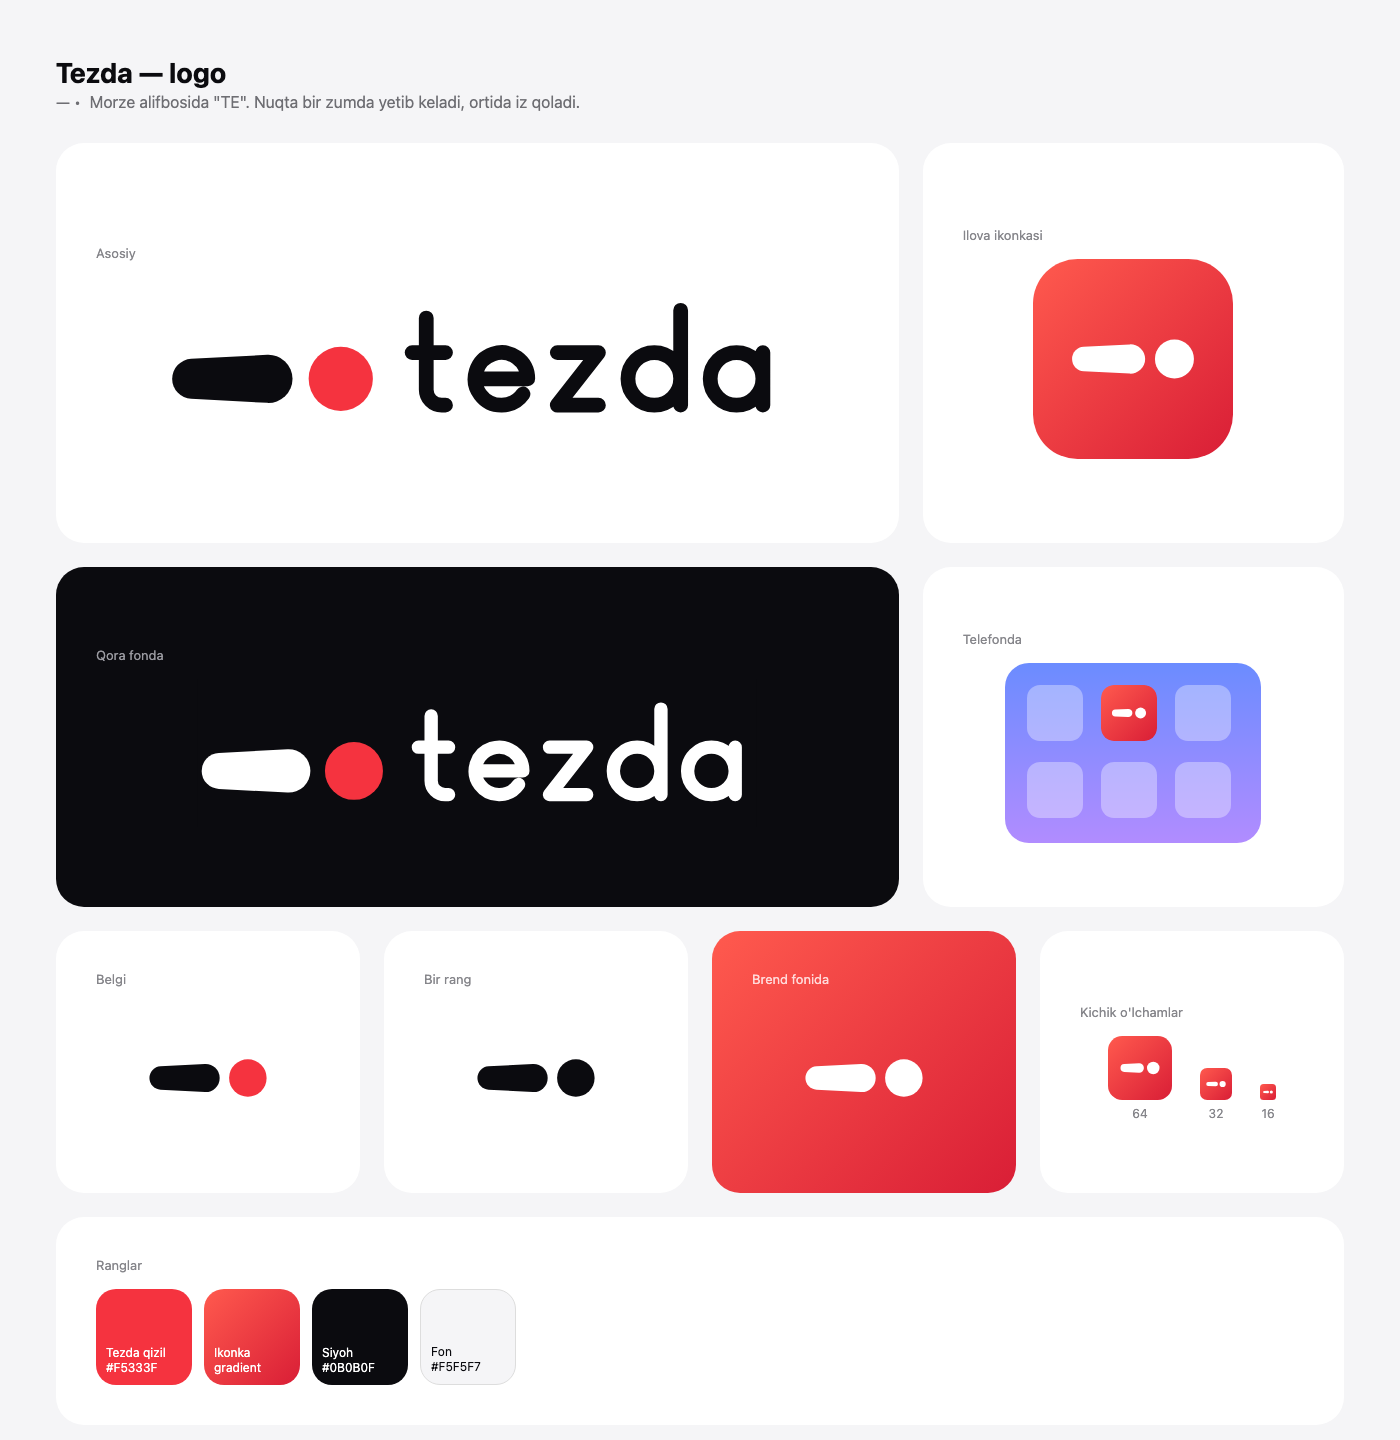 Tezda — logo
— • Morze alifbosida "TE". Nuqta bir zumda yetib keladi, ortida iz qoladi.
Asosiy
tezda
Ilova ikonkasi
Qora fonda
tezda
Telefonda
Belgi
Bir rang
Brend fonida
Kichik o'lchamlar
64
32
16
Ranglar
Tezda qizil
#F5333F
Ikonka
gradient
Siyoh
#0B0B0F
Fon
#F5F5F7